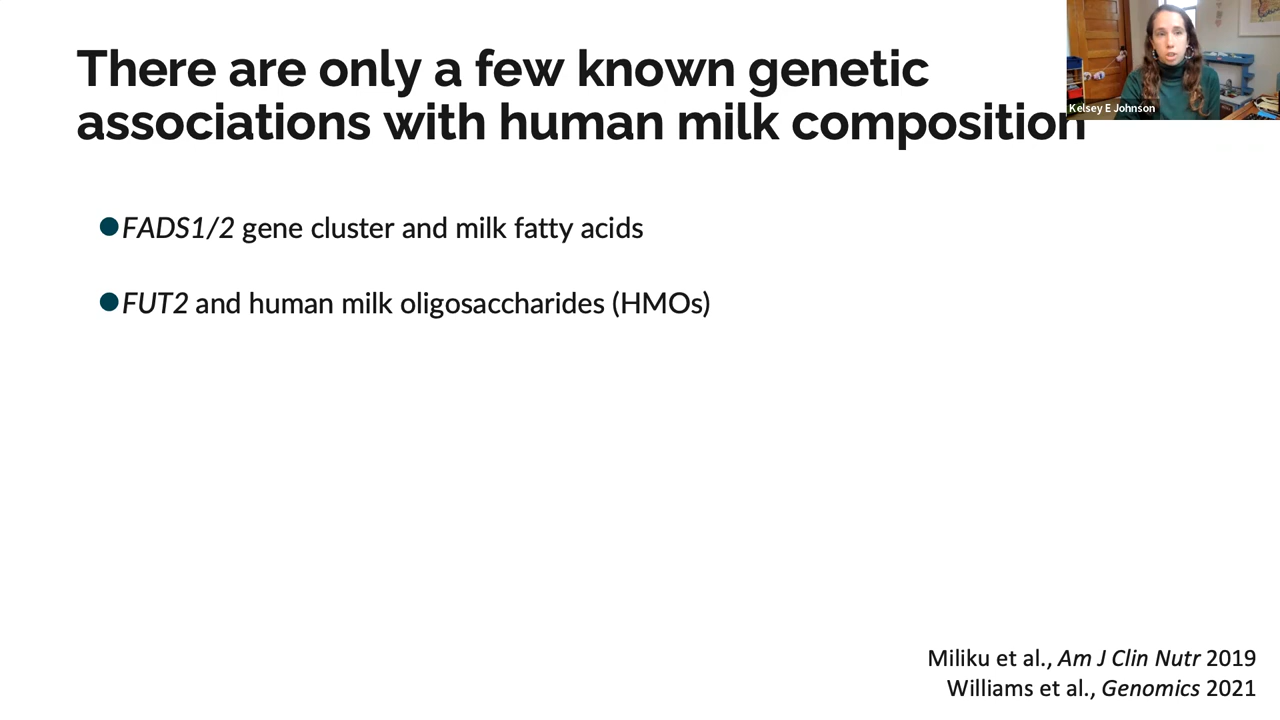 There are only a few known genetic
associations with human milk composition
Kelsey E Johnson
●FADS1/2 gene cluster and milk fatty acids
●FUT2 and human milk oligosaccharides (HMOs)
Miliku et al., Am J Clin Nutr 2019
Williams et al., Genomics 2021